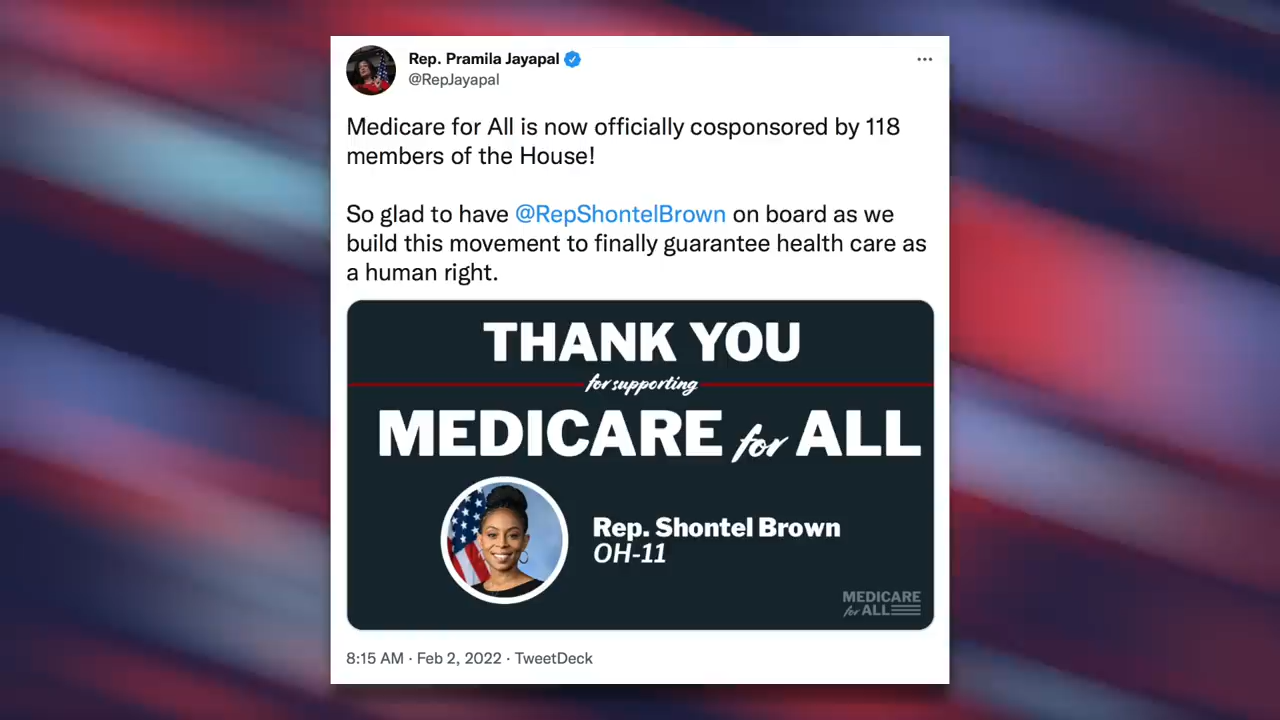 Rep. Pramila Jayapal
@RepJayapal
Medicare for All is now officially cosponsored by 118
members of the House!
So glad to have @RepShontelBrown on board as we
build this movement to finally guarantee health care as
a human right.
THANK YOU
for supporting
MEDICARE for ALL
Rep. Shontel Brown
OH-11
MEDICARE
for ALL
8:15 AM · Feb 2, 2022 · TweetDeck